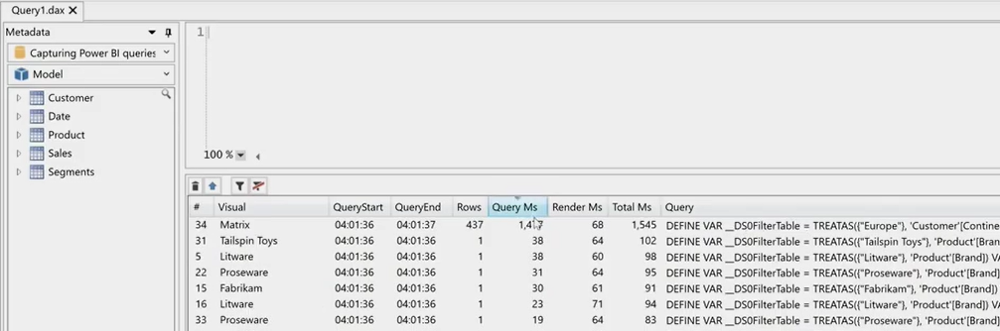 Query1.dax
Metadata
Capturing Power BI queries
Model
Customer
Date
Product
Sales
Segments
1
100 %
# Visual QueryStart QueryEnd Rows Query Ms Render Ms Total Ms Query
34 Matrix 04:01:36 04:01:37 437 68 1,545 DEFINE VAR __DS0FilterTable = TREATAS({"Europe"}, 'Customer'[Contine
31 Tailspin Toys 04:01:36 04:01:36 1 38 64 102 DEFINE VAR __DS0FilterTable = TREATAS({"Tailspin Toys"}, 'Product'[Bran
5 Litware 04:01:36 04:01:36 1 38 60 98 DEFINE VAR __DS0FilterTable = TREATAS({"Litware"}, 'Product'[Brand]) VA
22 Proseware 04:01:36 04:01:36 1 31 64 95 DEFINE VAR __DS0FilterTable = TREATAS({"Proseware"}, 'Product'[Brand])
15 Fabrikam 04:01:36 04:01:36 1 30 61 91 DEFINE VAR __DS0FilterTable = TREATAS({"Fabrikam"}, 'Product'[Brand])
16 Litware 04:01:36 04:01:36 1 23 71 94 DEFINE VAR __DS0FilterTable = TREATAS({"Litware"}, 'Product'[Brand]) VA
33 Proseware 04:01:36 04:01:36 1 19 64 83 DEFINE VAR __DS0FilterTable = TREATAS({"Proseware"}, 'Product'[Brand])